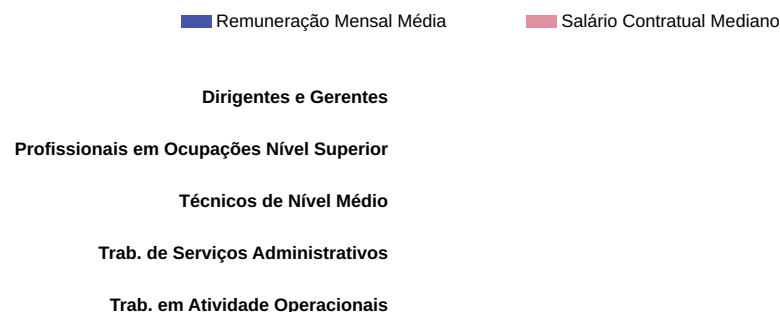 Remuneração Mensal Média Salário Contratual Mediano
Dirigentes e Gerentes
Profissionais em Ocupações Nível Superior
Técnicos de Nível Médio
Trab. de Serviços Administrativos
Trab. em Atividade Operacionais